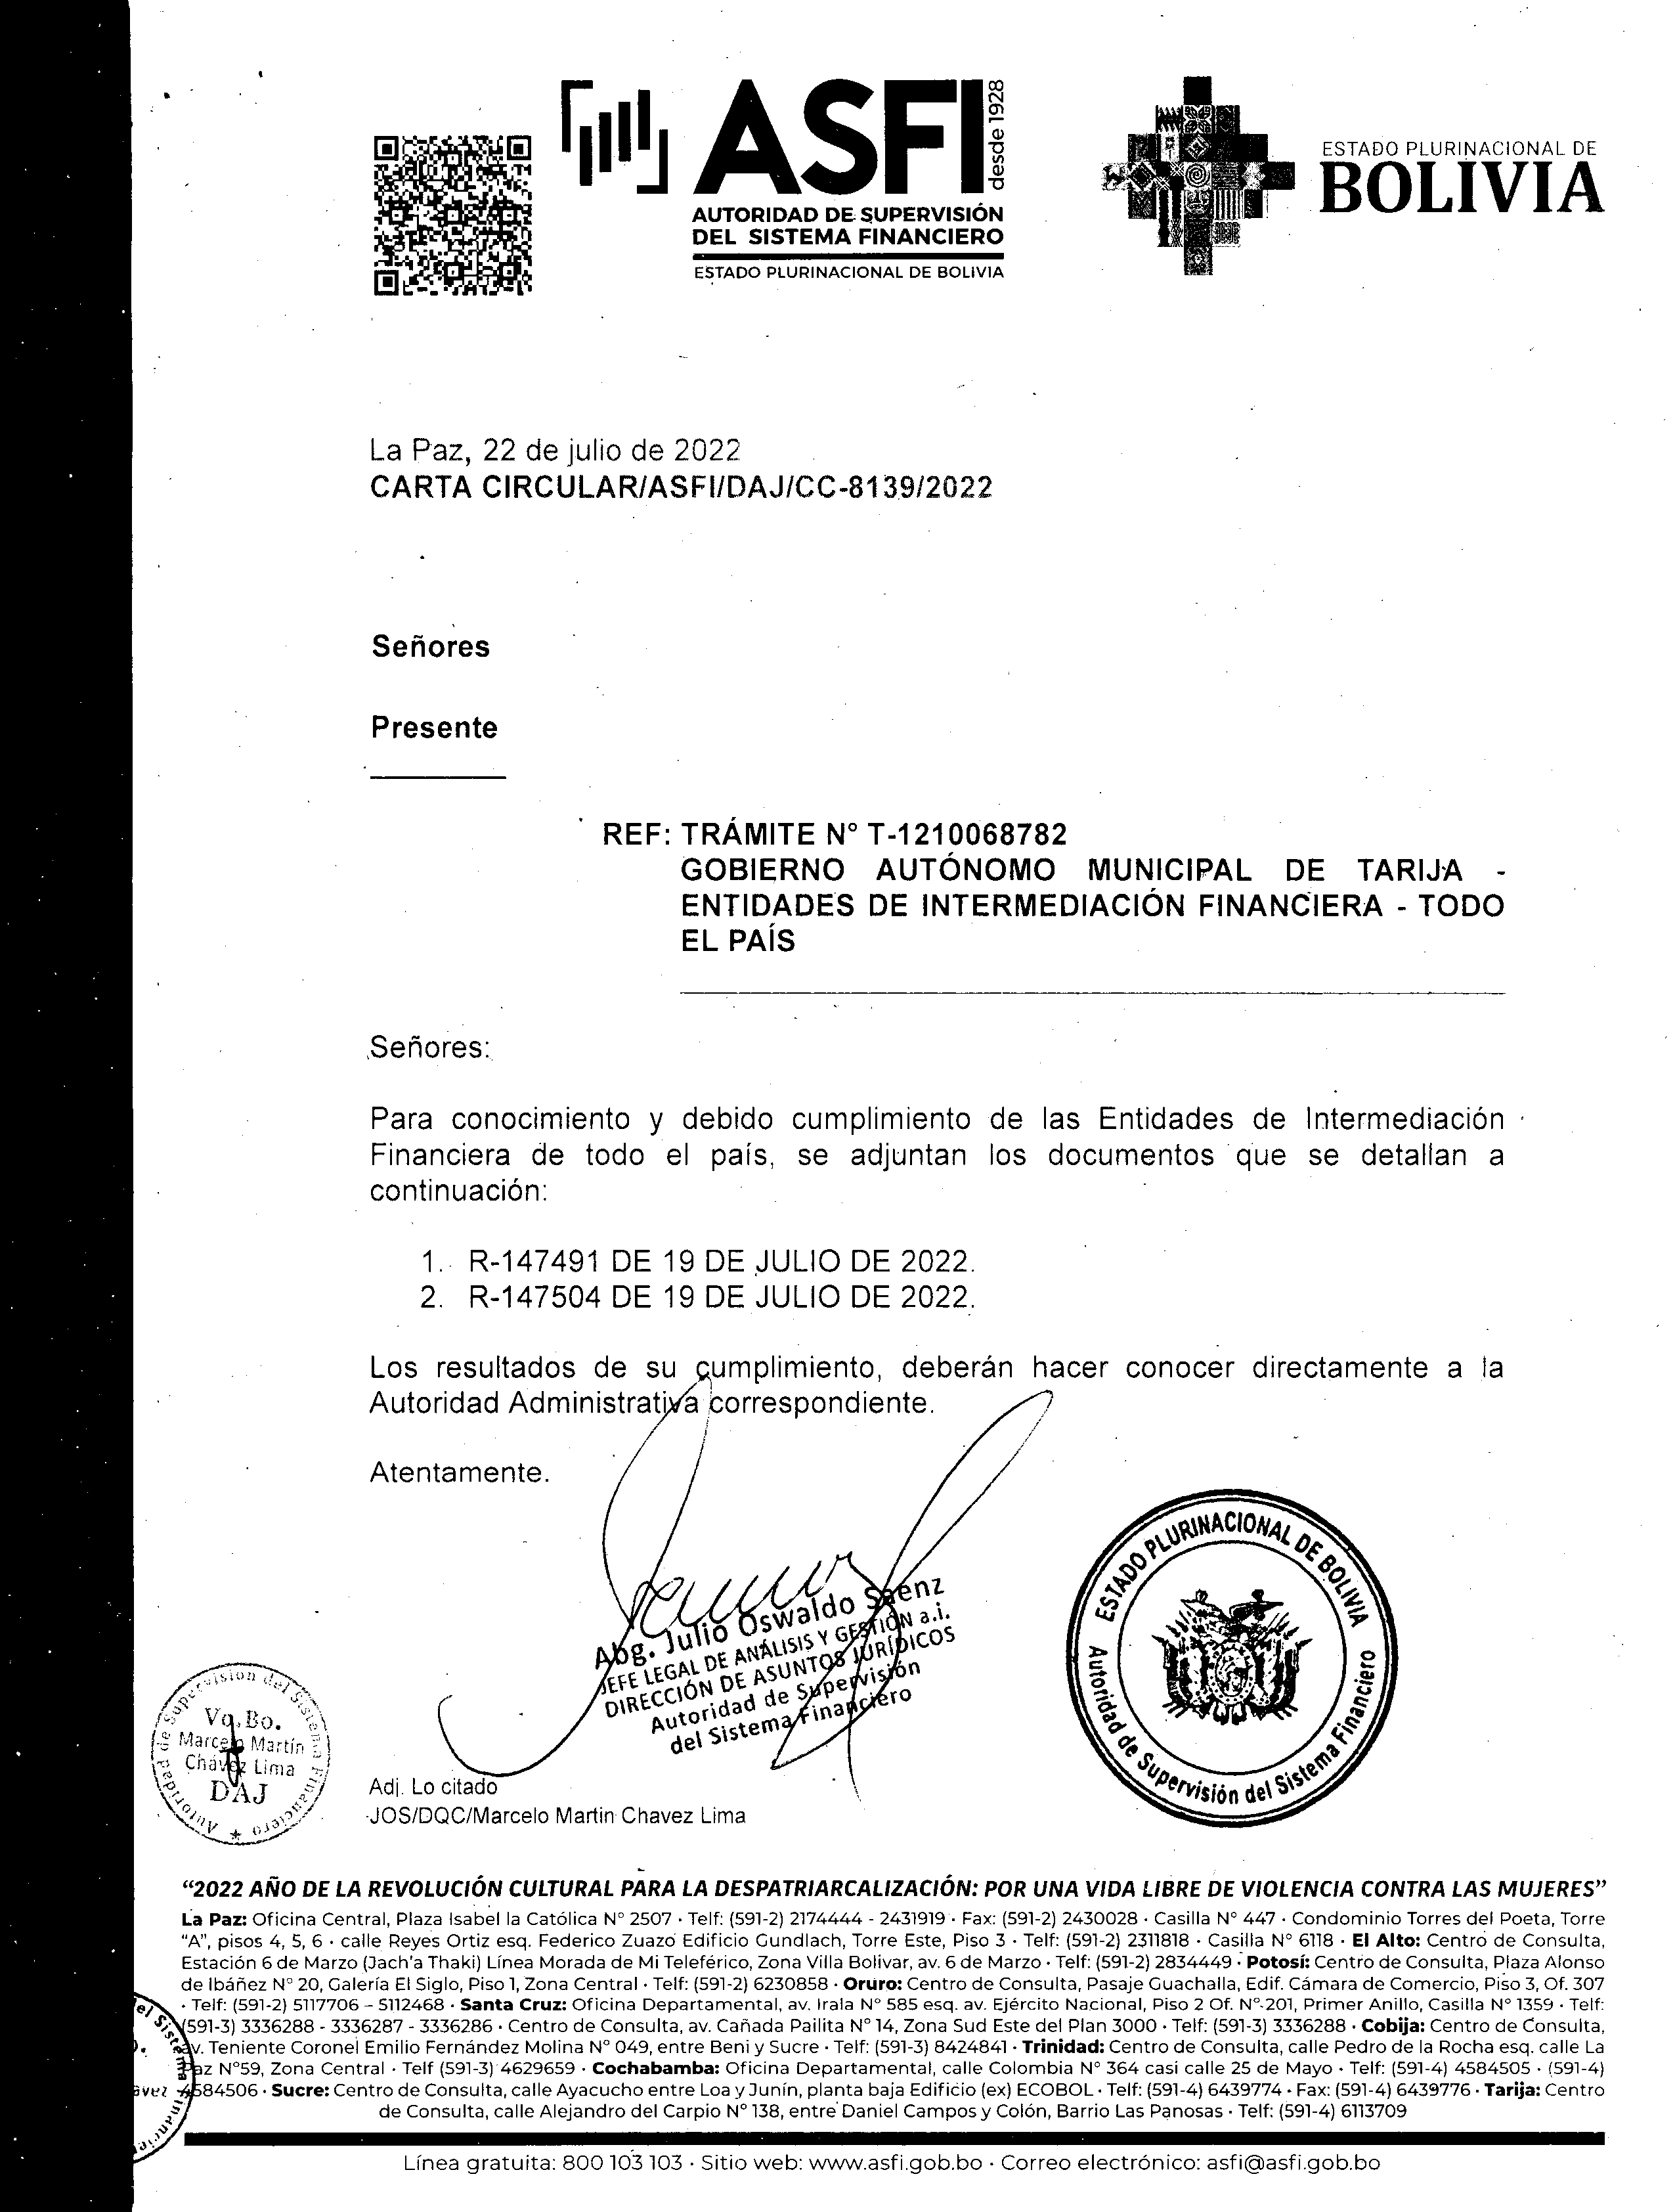 ASFI
desde 1928
AUTORIDAD DE SUPERVISIÓN
DEL SISTEMA FINANCIERO
ESTADO PLURINACIONAL DE BOLIVIA
ESTADO PLURINACIONAL DE
BOLIVIA
La Paz, 22 de julio de 2022
CARTA CIRCULAR/ASFI/DAJ/CC-8139/2022
Señores
Presente
REF: TRÁMITE N° T-1210068782
GOBIERNO AUTÓNOMO MUNICIPAL DE TARIJA -
ENTIDADES DE INTERMEDIACIÓN FINANCIERA - TODO
EL PAÍS
Señores:
Para conocimiento y debido cumplimiento de las Entidades de Intermediación
Financiera de todo el país, se adjuntan los documentos que se detallan a
continuación:
1. R-147491 DE 19 DE JULIO DE 2022.
2. R-147504 DE 19 DE JULIO DE 2022.
Los resultados de su cumplimiento, deberán hacer conocer directamente a la
Autoridad Administrativa correspondiente.
Atentamente.
Abg. Julio Oswaldo Saenz
JEFE LEGAL DE ANÁLISIS Y GESTIÓN a.i.
DIRECCIÓN DE ASUNTOS JURÍDICOS
Autoridad de Supervisión
del Sistema Financiero
ESTADO PLURINACIONAL DE BOLIVIA
Autoridad de Supervisión del Sistema Financiero
Autoridad de Supervisión del Sistema Financiero
Vo. Bo.
Marcelo Martín
Chávez Lima
DAJ
Adj. Lo citado
JOS/DQC/Marcelo Martin Chavez Lima
“2022 AÑO DE LA REVOLUCIÓN CULTURAL PARA LA DESPATRIARCALIZACIÓN: POR UNA VIDA LIBRE DE VIOLENCIA CONTRA LAS MUJERES”
La Paz: Oficina Central, Plaza Isabel la Católica N° 2507 · Telf: (591-2) 2174444 - 2431919 · Fax: (591-2) 2430028 · Casilla N° 447 · Condominio Torres del Poeta, Torre
“A”, pisos 4, 5, 6 · calle Reyes Ortiz esq. Federico Zuazo Edificio Gundlach, Torre Este, Piso 3 · Telf: (591-2) 2311818 · Casilla N° 6118 · El Alto: Centro de Consulta,
Estación 6 de Marzo (Jach'a Thaki) Línea Morada de Mi Teleférico, Zona Villa Bolivar, av. 6 de Marzo · Telf: (591-2) 2834449 · Potosí: Centro de Consulta, Plaza Alonso
de Ibáñez N° 20, Galería El Siglo, Piso 1, Zona Central · Telf: (591-2) 6230858 · Oruro: Centro de Consulta, Pasaje Guachalla, Edif. Cámara de Comercio, Piso 3, Of. 307
· Telf: (591-2) 5117706 – 5112468 · Santa Cruz: Oficina Departamental, av. Irala N° 585 esq. av. Ejército Nacional, Piso 2 Of. N° 201, Primer Anillo, Casilla N° 1359 · Telf:
(591-3) 3336288 - 3336287 - 3336286 · Centro de Consulta, av. Cañada Pailita N° 14, Zona Sud Este del Plan 3000 · Telf: (591-3) 3336288 · Cobija: Centro de Consulta,
av. Teniente Coronel Emilio Fernández Molina N° 049, entre Beni y Sucre · Telf: (591-3) 8424841 · Trinidad: Centro de Consulta, calle Pedro de la Rocha esq. calle La
Paz N°59, Zona Central · Telf (591-3) 4629659 · Cochabamba: Oficina Departamental, calle Colombia N° 364 casi calle 25 de Mayo · Telf: (591-4) 4584505 · (591-4)
4584506 · Sucre: Centro de Consulta, calle Ayacucho entre Loa y Junín, planta baja Edificio (ex) ECOBOL · Telf: (591-4) 6439774 · Fax: (591-4) 6439776 · Tarija: Centro
de Consulta, calle Alejandro del Carpio N° 138, entre Daniel Campos y Colón, Barrio Las Panosas · Telf: (591-4) 6113709
Línea gratuita: 800 103 103 · Sitio web: www.asfi.gob.bo · Correo electrónico: asfi@asfi.gob.bo